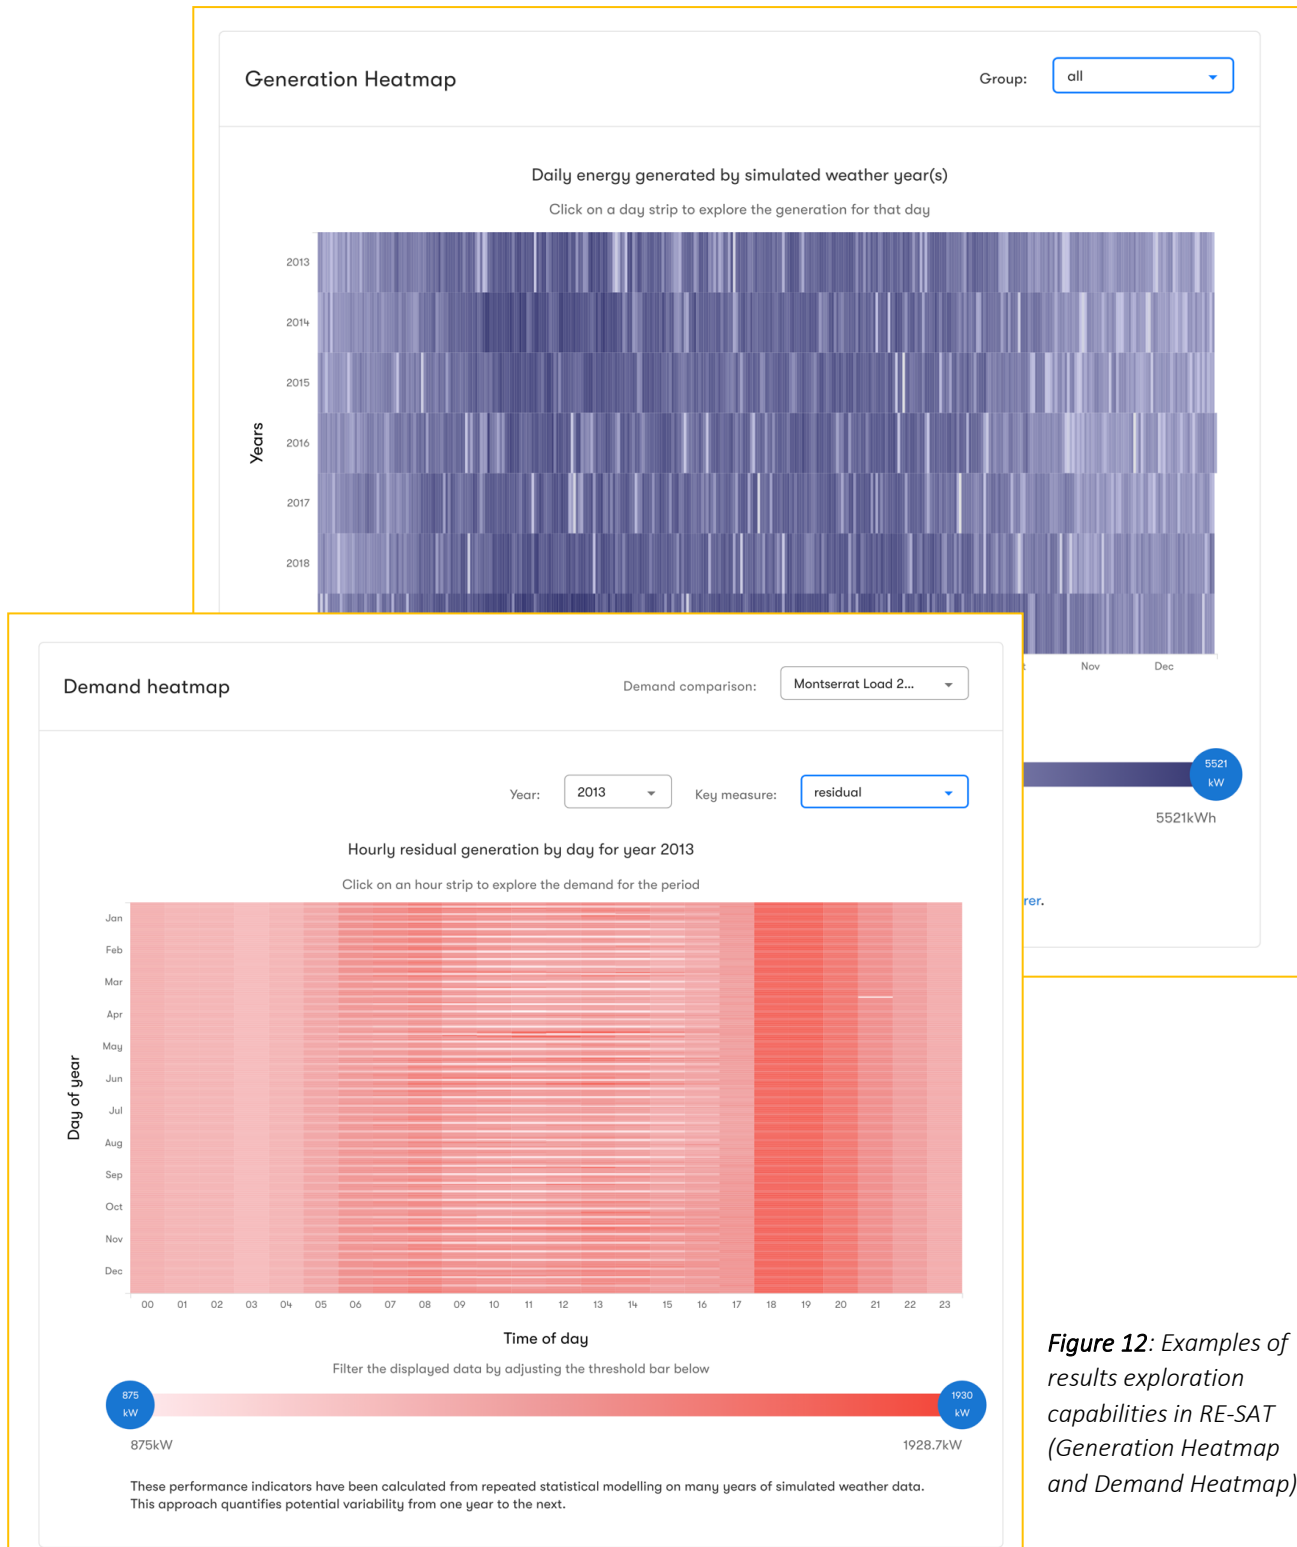 Generation Heatmap
Group:
all
Daily energy generated by simulated weather year(s)
Click on a day strip to explore the generation for that day
2013
2014
2015
2016
2017
2018
Years
Nov
Dec
5521
kW
5521kWh
rer.
Demand heatmap
Demand comparison:
Montserrat Load 2...
Year:
2013
Key measure:
residual
Hourly residual generation by day for year 2013
Click on an hour strip to explore the demand for the period
Jan
Feb
Mar
Apr
May
Jun
Jul
Aug
Sep
Oct
Nov
Dec
Day of year
00 01 02 03 04 05 06 07 08 09 10 11 12 13 14 15 16 17 18 19 20 21 22 23
Time of day
Filter the displayed data by adjusting the threshold bar below
875
kW
1930
kW
875kW
1928.7kW
These performance indicators have been calculated from repeated statistical modelling on many years of simulated weather data.
This approach quantifies potential variability from one year to the next.
Figure 12: Examples of
results exploration
capabilities in RE-SAT
(Generation Heatmap
and Demand Heatmap)